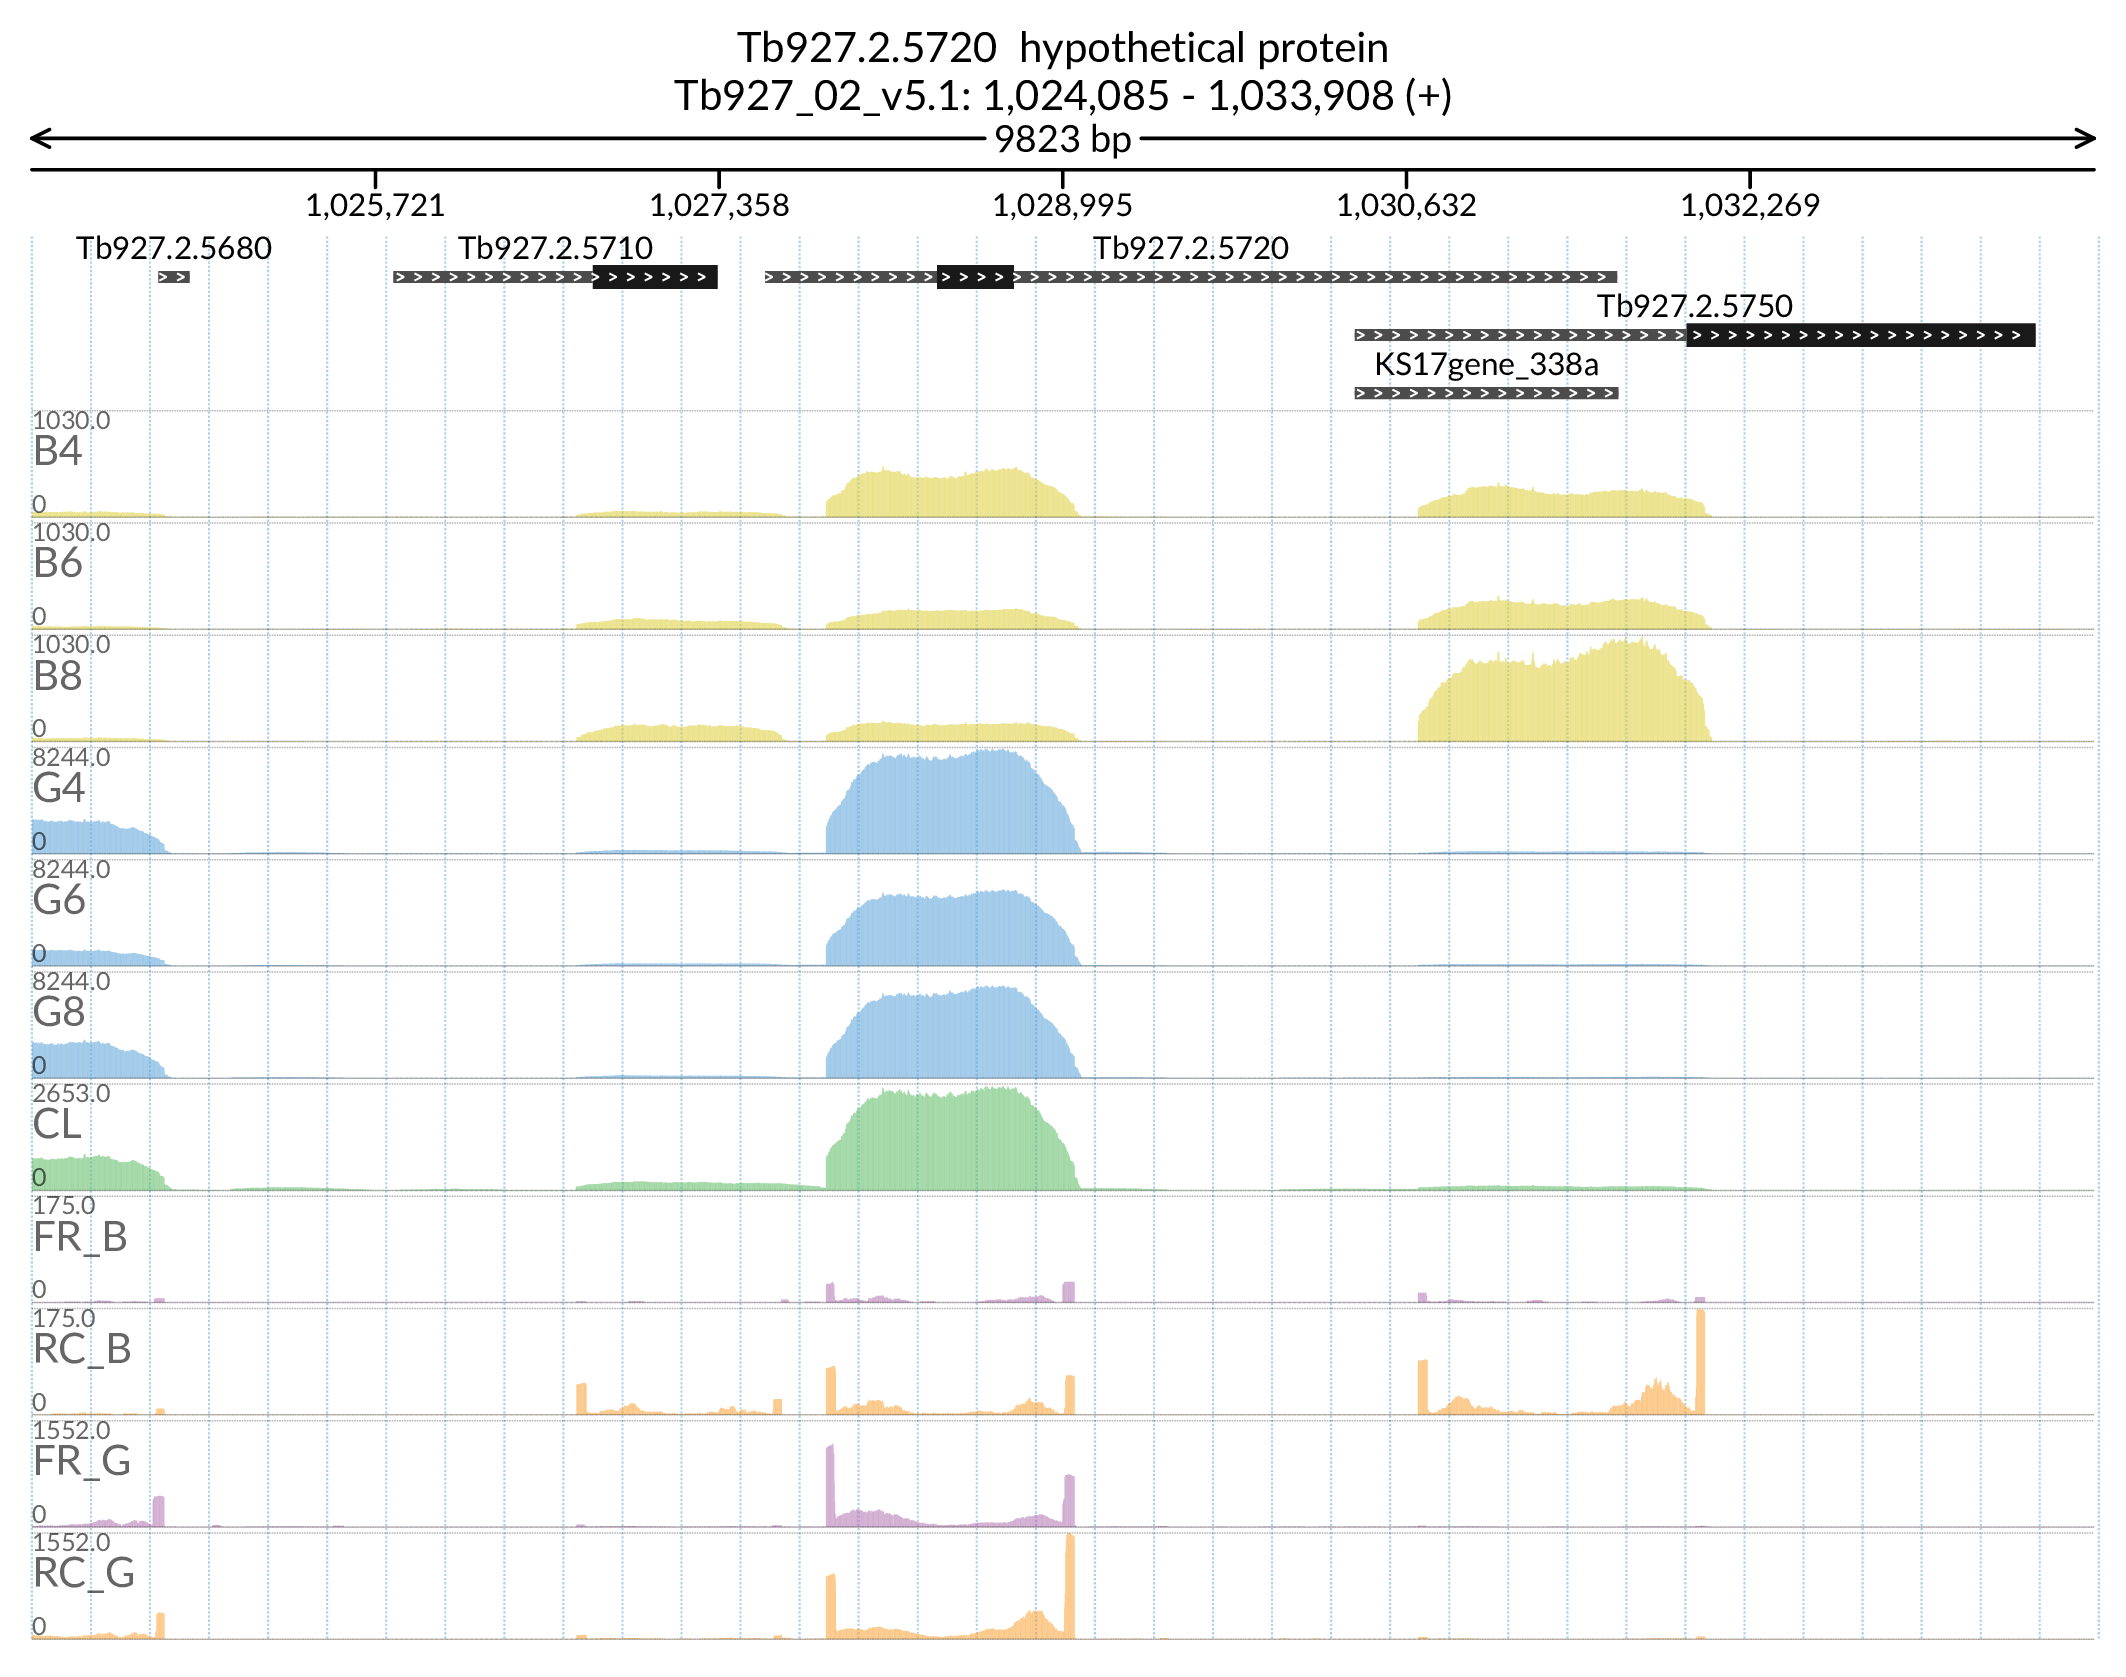 Tb927.2.5720  hypothetical protein
Tb927_02_v5.1: 1,024,085 - 1,033,908 (+)
9823 bp
1,025,721 1,027,358 1,028,995 1,030,632 1,032,269
Tb927.2.5680 Tb927.2.5710 Tb927.2.5720
Tb927.2.5750
KS17gene_338a
1030.0
B4
0
1030.0
B6
0
1030.0
B8
0
8244.0
G4
0
8244.0
G6
0
8244.0
G8
0
2653.0
CL
0
175.0
FR_B
0
175.0
RC_B
0
1552.0
FR_G
0
1552.0
RC_G
0